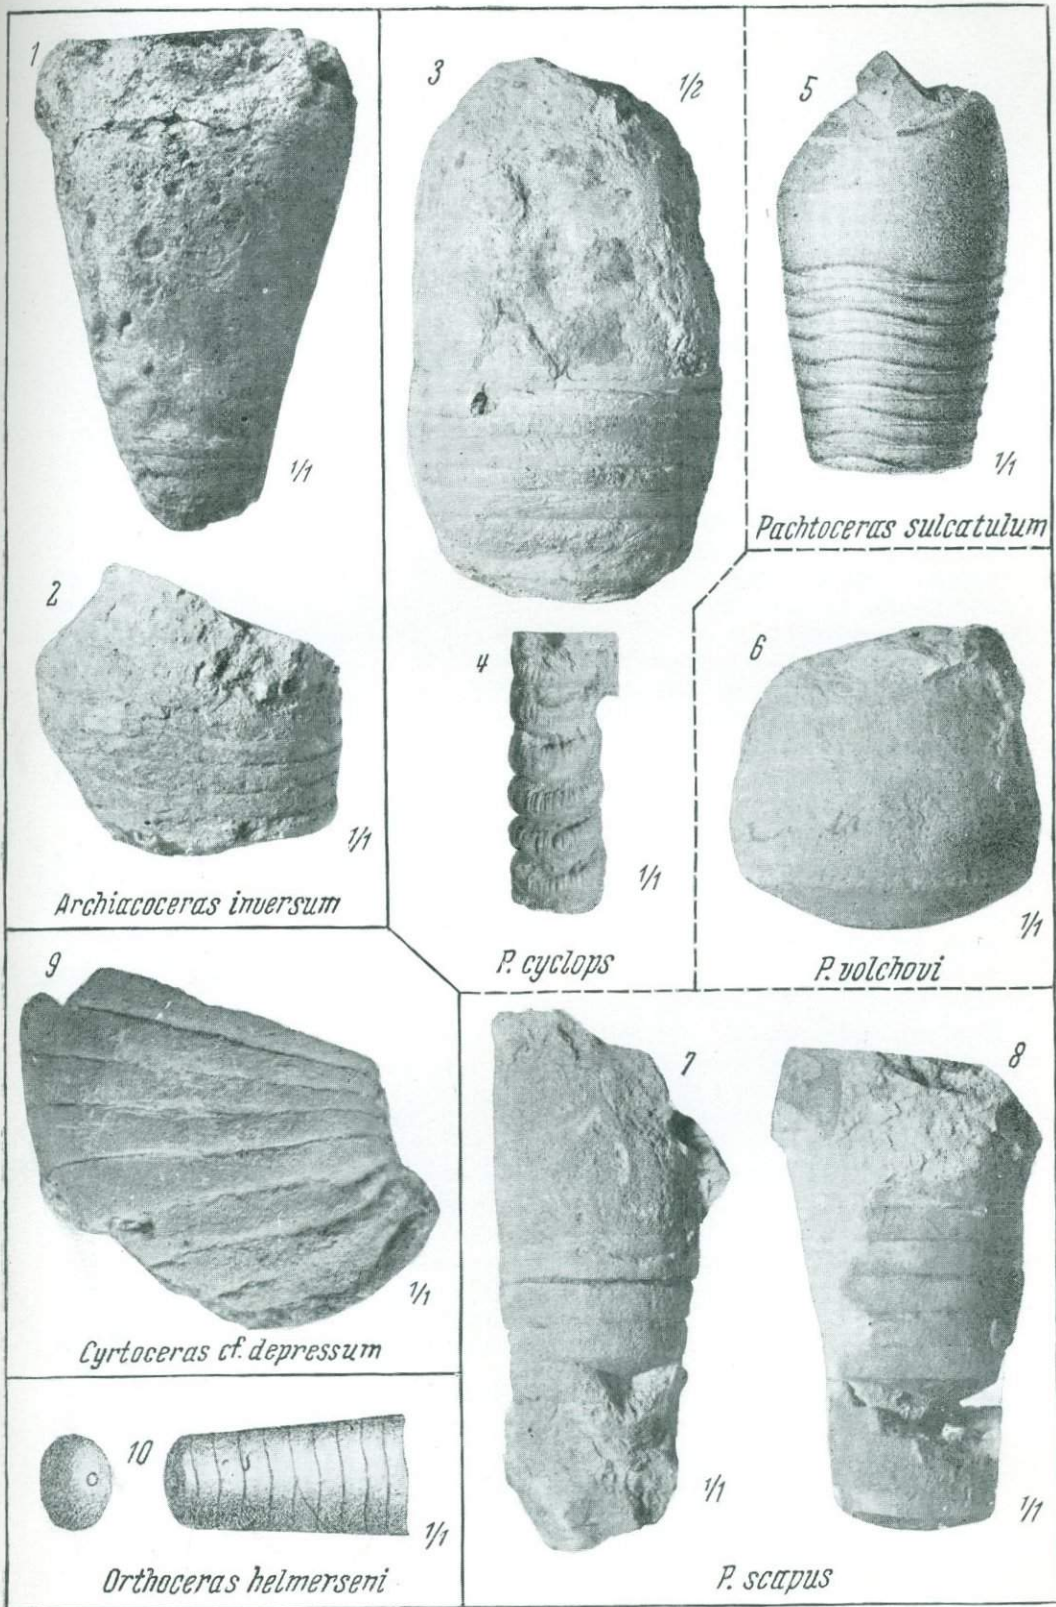 1
1/1
2
1/1
Archiacoceras inversum
3
1/2
4
1/1
P. cyclops
5
1/1
Pachtoceras sulcatulum
6
1/1
P. volchovi
9
1/1
Cyrtoceras cf. depressum
7
1/1
8
1/1
P. scapus
10
1/1
Orthoceras helmerseni